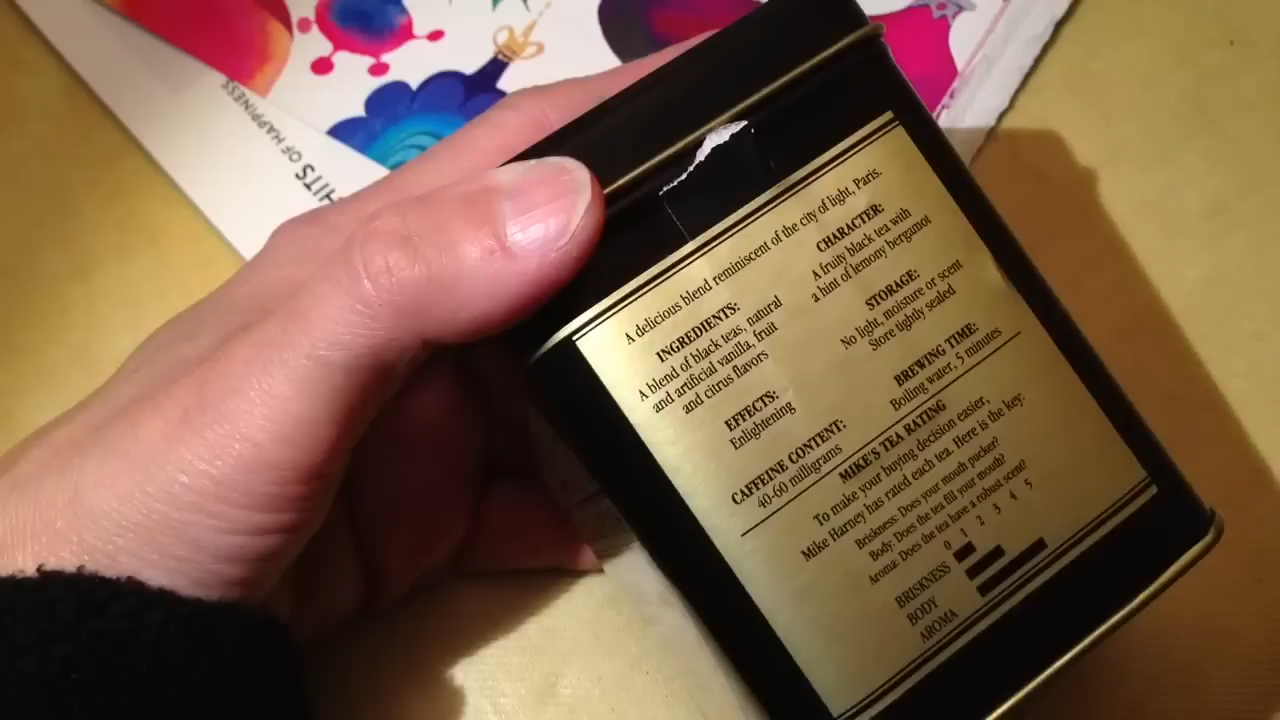 HITS OF HAPPINESS
A delicious blend reminiscent of the city of light, Paris.
INGREDIENTS:
A blend of black teas, natural
and artificial vanilla, fruit
and citrus flavors
EFFECTS:
Enlightening
CAFFEINE CONTENT:
40-60 milligrams
CHARACTER:
A fruity black tea with
a hint of lemony bergamot
STORAGE:
No light, moisture or scent
Store tightly sealed
BREWING TIME:
Boiling water, 5 minutes
MIKE'S TEA RATING
To make your buying decision easier,
Mike Harney has rated each tea. Here is the key:
Briskness: Does your mouth pucker?
Body: Does the tea fill your mouth?
Aroma: Does the tea have a robust scent?
0 1 2 3 4 5
BRISKNESS
BODY
AROMA